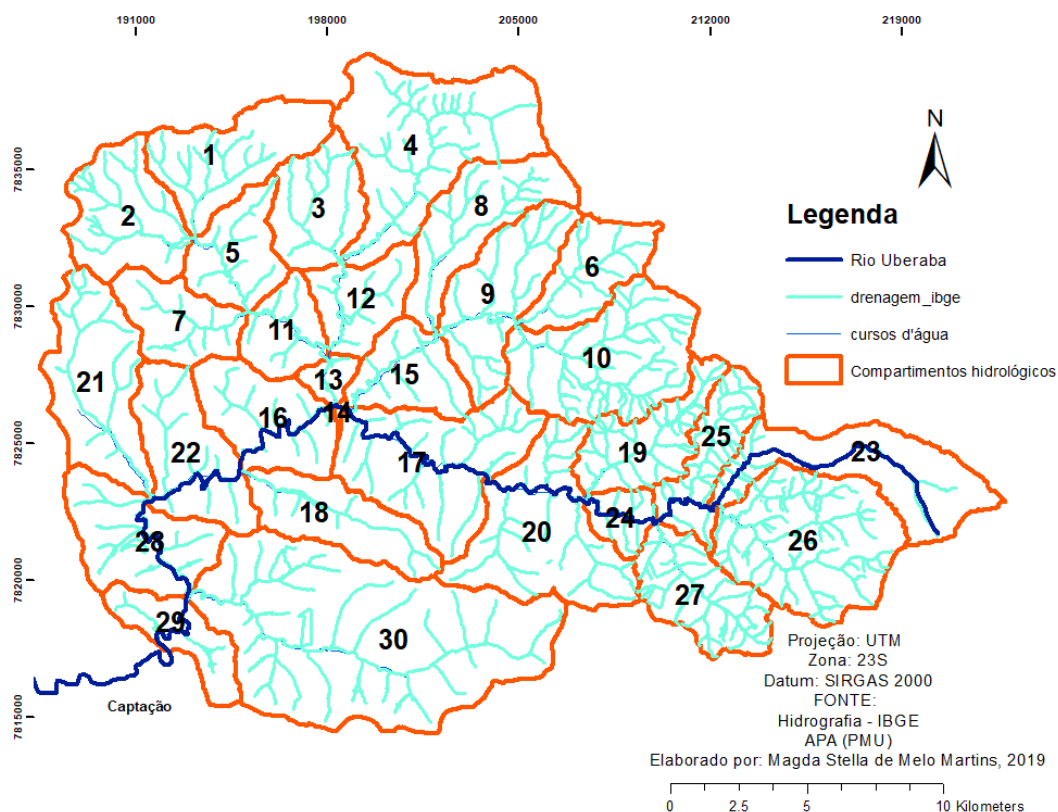 191000 198000 205000 212000 219000
7835000
7830000
7825000
7820000
7815000
1
2
3
4
5
6
7
8
9
10
11
12
13
14
15
16
17
18
19
20
21
22
23
24
25
26
27
28
29
30
Captação
N
Legenda
Rio Uberaba
drenagem_ibge
cursos d'água
Compartimentos hidrológicos
Projeção: UTM
Zona: 23S
Datum: SIRGAS 2000
FONTE:
Hidrografia - IBGE
APA (PMU)
Elaborado por: Magda Stella de Melo Martins, 2019
0 2.5 5 10 Kilometers